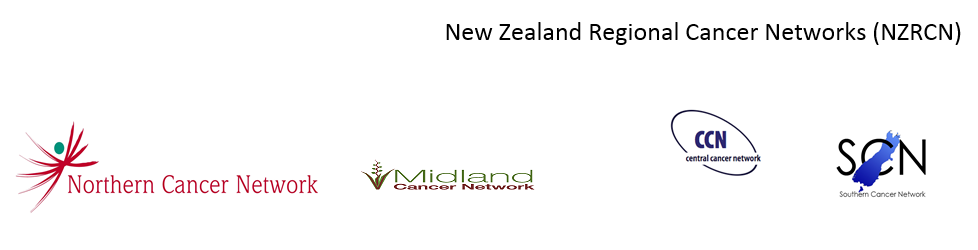 New Zealand Regional Cancer Networks (NZRCN)
Northern Cancer Network
Midland
Cancer Network
CCN
central cancer network
SCN
Southern Cancer Network